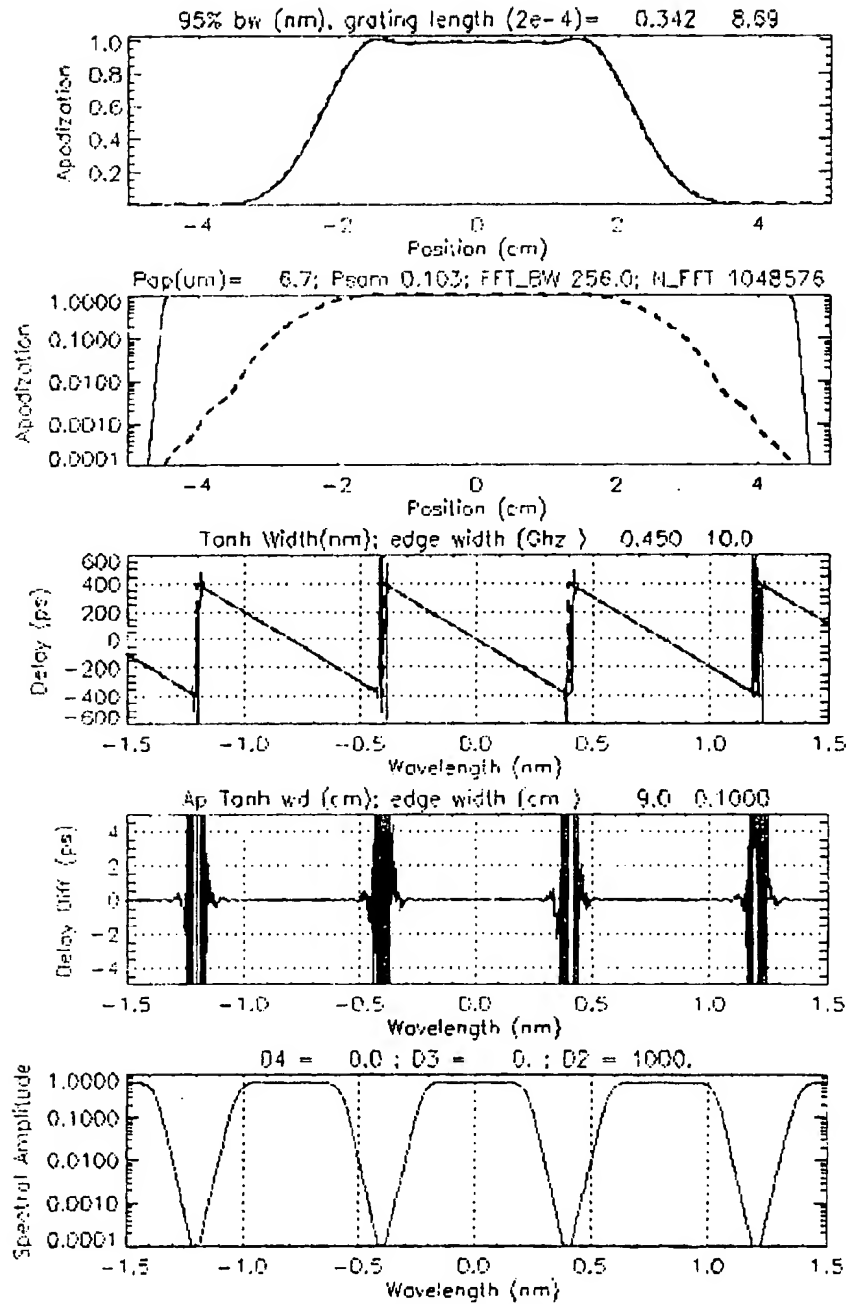 95% bw (nm), grating length (2e-4)= 0.342 8.69
Apodization
1.0
0.8
0.6
0.4
0.2
-4 -2 0 2 4
Position (cm)
Pap(um)= 6.7; Psam 0.103; FFT_BW 256.0; N_FFT 1048576
Apodization
1.0000
0.1000
0.0100
0.0010
0.0001
-4 -2 0 2 4
Position (cm)
Tanh Width(nm); edge width (Ghz ) 0.450 10.0
Delay (ps)
600
400
200
0
-200
-400
-600
-1.5 -1.0 -0.5 0.0 0.5 1.0 1.5
Wavelength (nm)
Ap Tanh wd (cm); edge width (cm ) 9.0 0.1000
Delay Diff (ps)
4
2
0
-2
-4
-1.5 -1.0 -0.5 0.0 0.5 1.0 1.5
Wavelength (nm)
D4 = 0.0 ; D3 = 0. ; D2 = 1000.
Spectral Amplitude
1.0000
0.1000
0.0100
0.0010
0.0001
-1.5 -1.0 -0.5 0.0 0.5 1.0 1.5
Wavelength (nm)